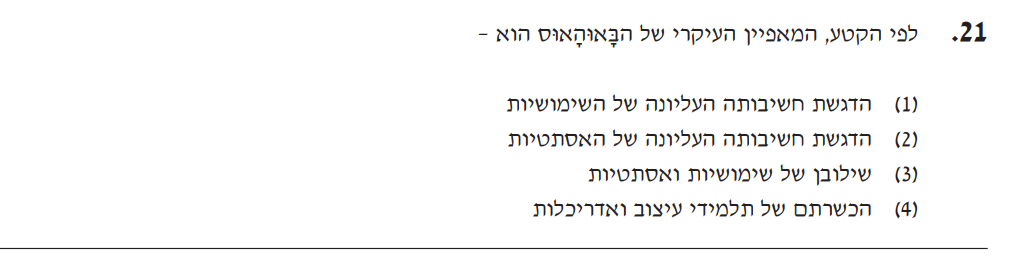 21. לפי הקטע, המאפיין העיקרי של הבָּאוּהָאוּס הוא –
(1) הדגשת חשיבותה העליונה של השימושיות
(2) הדגשת חשיבותה העליונה של האסתטיות
(3) שילובן של שימושיות ואסתטיות
(4) הכשרתם של תלמידי עיצוב ואדריכלות